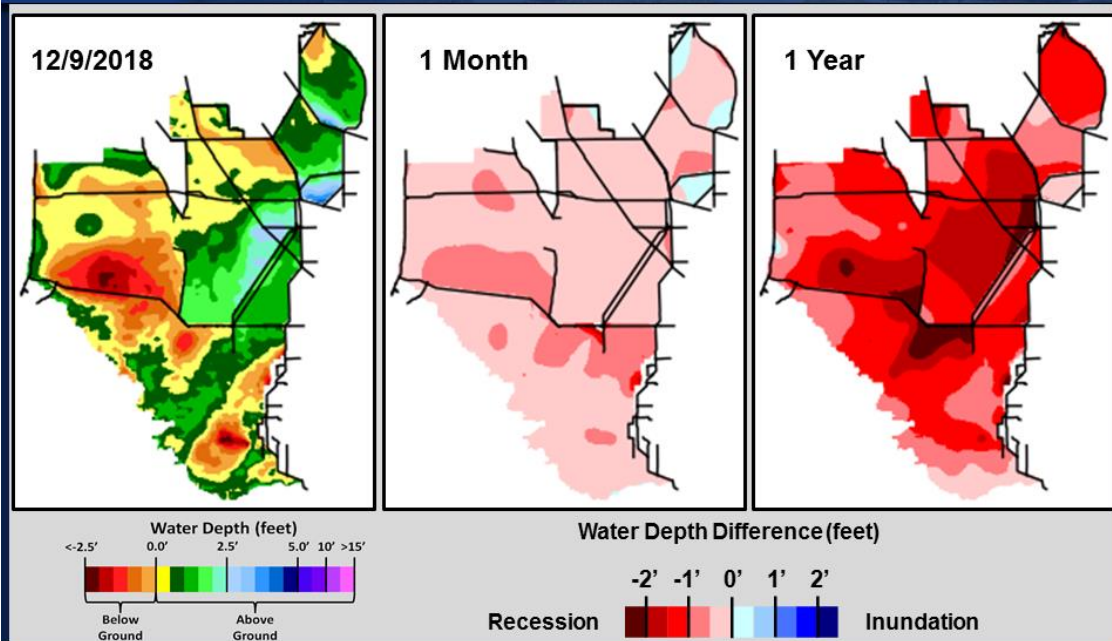 12/9/2018
1 Month
1 Year
Water Depth (feet)
<-2.5' 0.0' 2.5' 5.0' 10' >15'
Below
Ground
Above
Ground
Water Depth Difference (feet)
-2' -1' 0' 1' 2'
Recession
Inundation